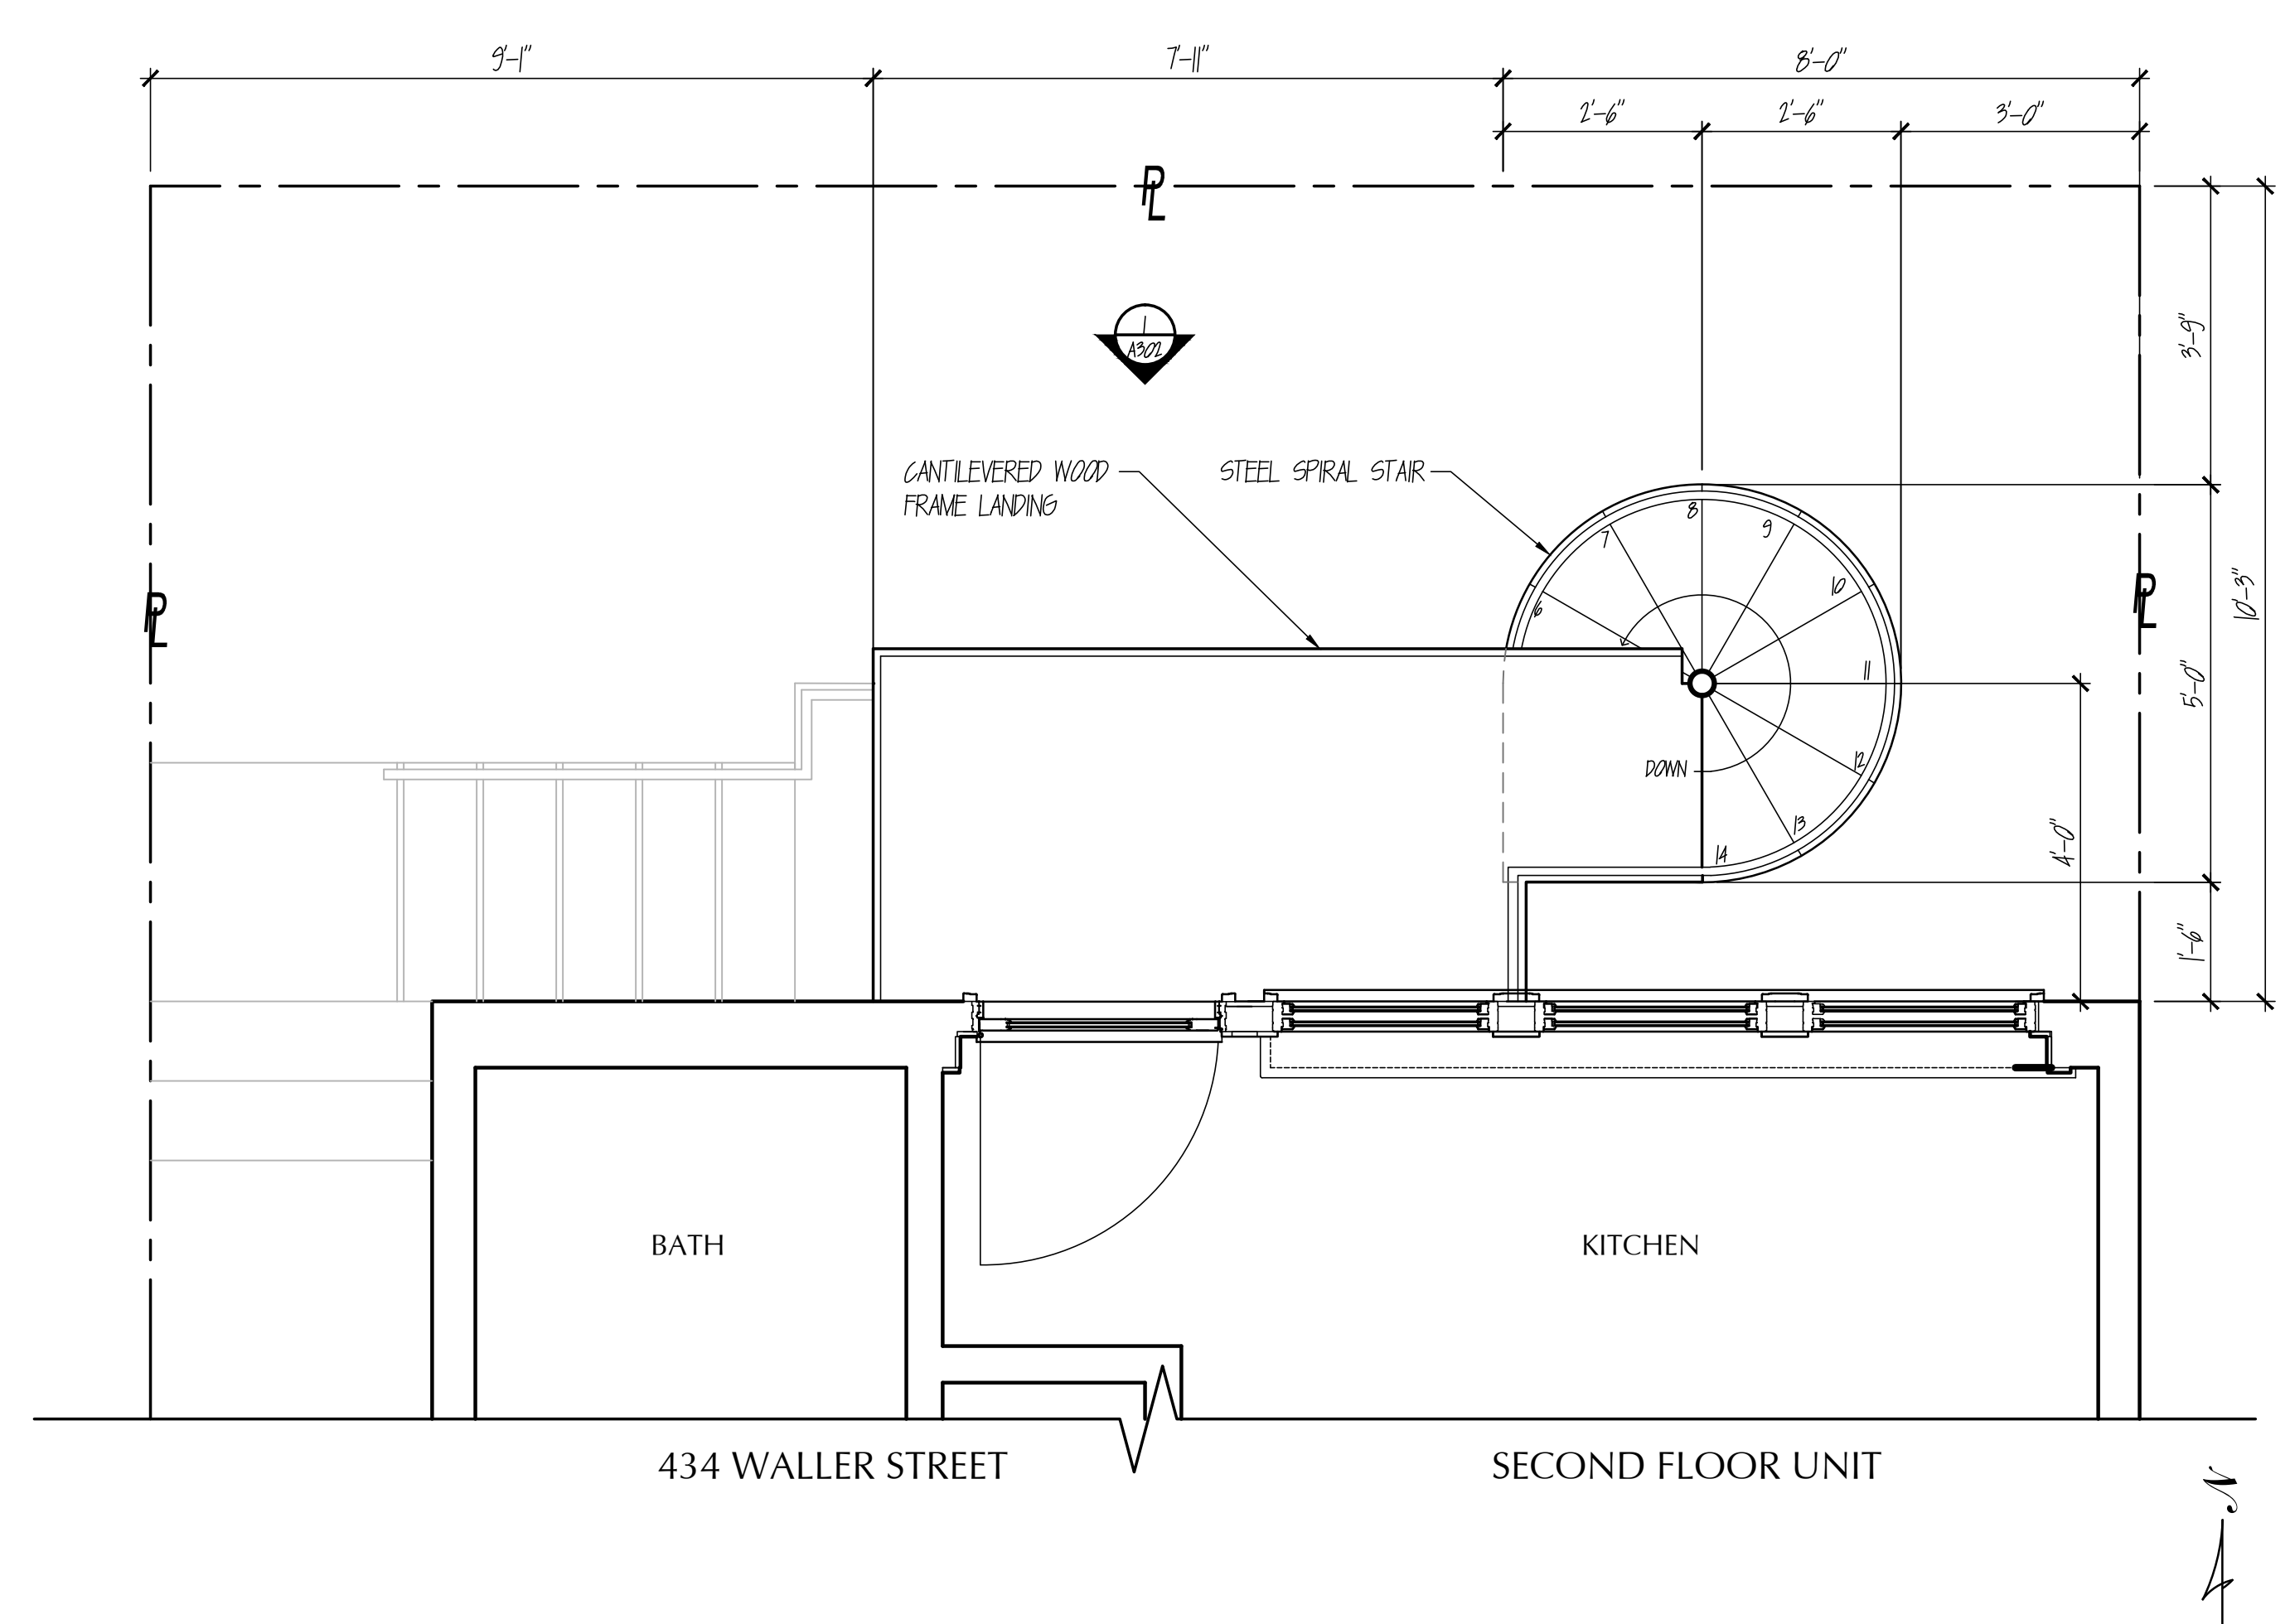 9'-1"
7'-11"
8'-0"
2'-6"
2'-6"
3'-0"
PL
1
A302
3'-9"
CANTILEVERED WOOD
FRAME LANDING
STEEL SPIRAL STAIR
8
9
7
10
6
PL
PL
10'-3"
11
5'-0"
DOWN
12
13
14
4'-0"
1'-6"
BATH
KITCHEN
434 WALLER STREET
SECOND FLOOR UNIT
N